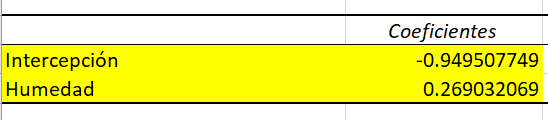 Coeficientes
Intercepción -0.949507749
Humedad 0.269032069